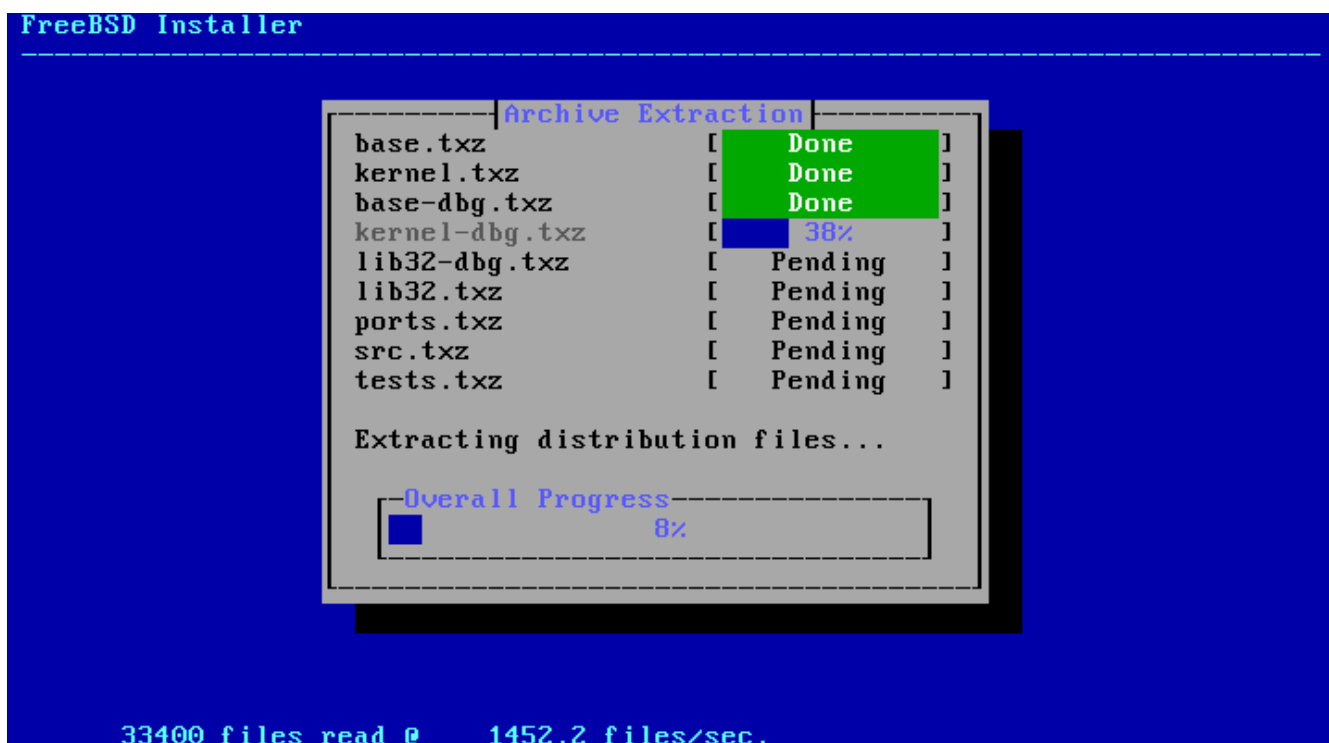 FreeBSD Installer
Archive Extraction
base.txz [ Done ]
kernel.txz [ Done ]
base-dbg.txz [ Done ]
kernel-dbg.txz [ 38% ]
lib32-dbg.txz [ Pending ]
lib32.txz [ Pending ]
ports.txz [ Pending ]
src.txz [ Pending ]
tests.txz [ Pending ]
Extracting distribution files...
Overall Progress
8%
33400 files read @ 1452.2 files/sec.